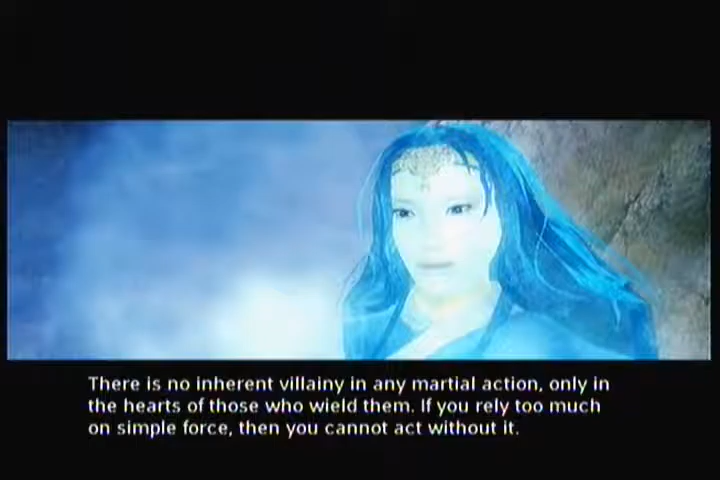 There is no inherent villainy in any martial action, only in
the hearts of those who wield them. If you rely too much
on simple force, then you cannot act without it.